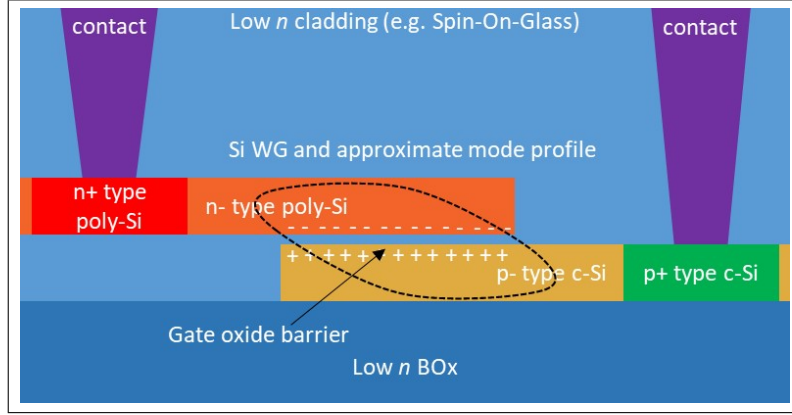 contact
Low n cladding (e.g. Spin-On-Glass)
contact
Si WG and approximate mode profile
n+ type
poly-Si
n- type poly-Si
- - - - - - - - - - - - -
+ + + + + + + + + + + + +
p- type c-Si
p+ type c-Si
Gate oxide barrier
Low n BOx